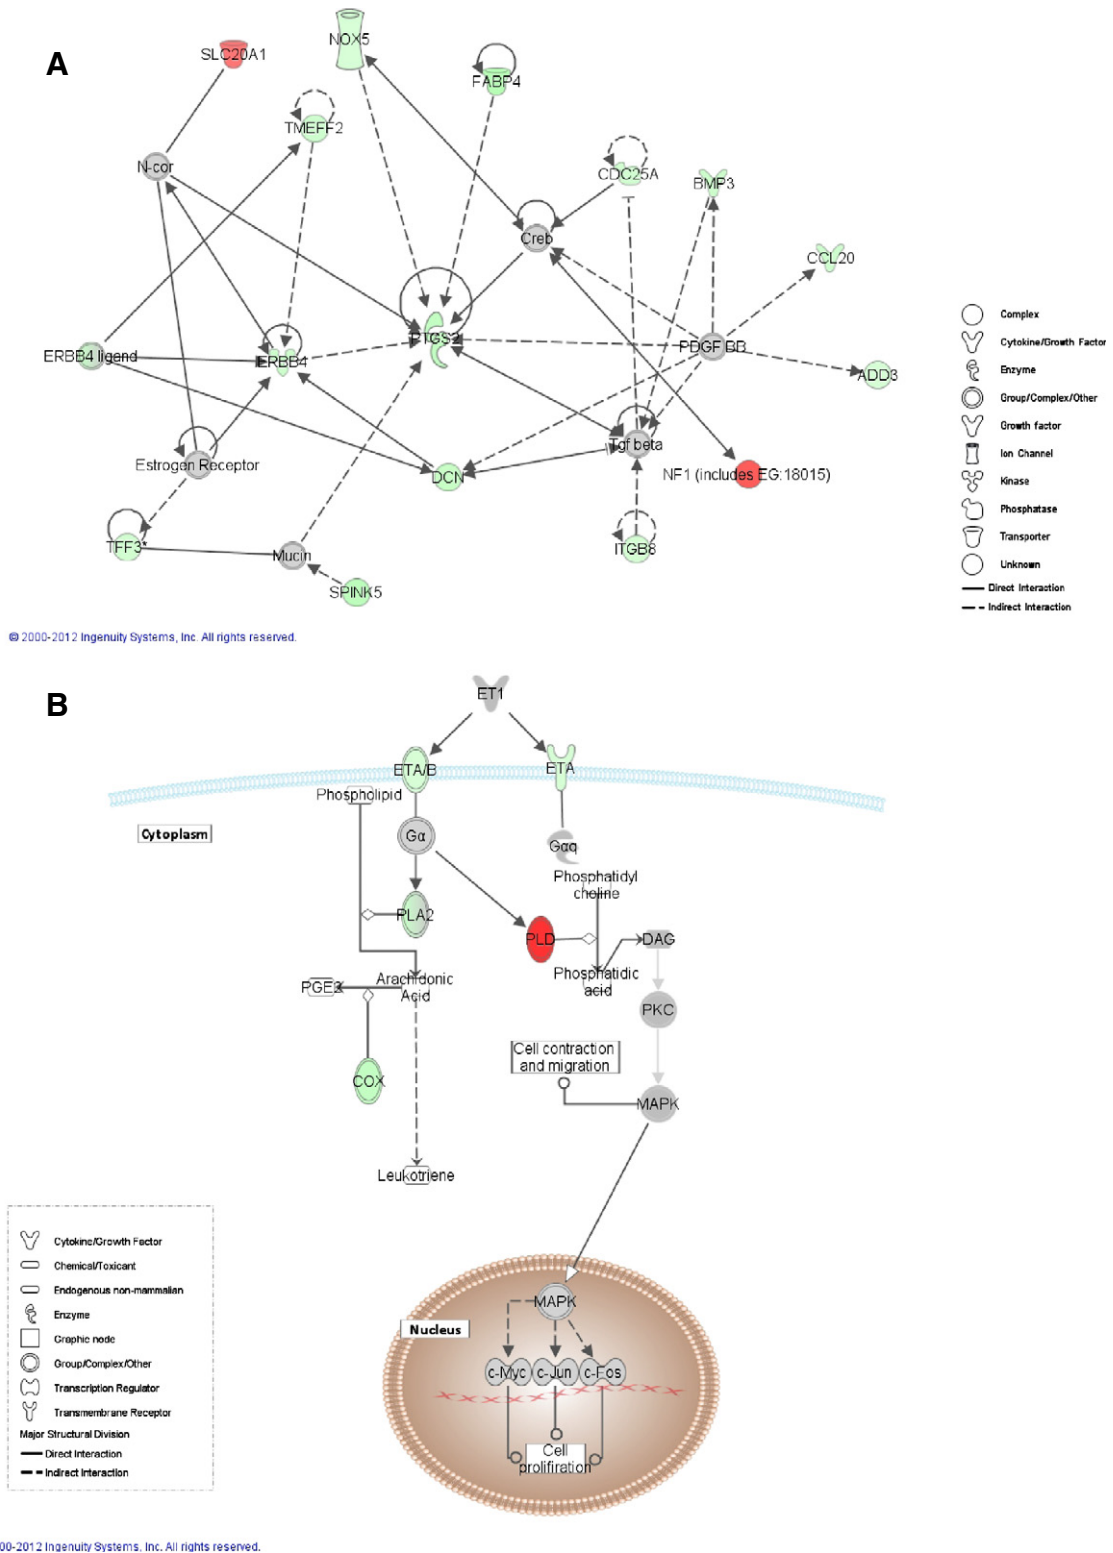 A
SLC20A1
NOX5
FABP4
TMEFF2
N-cor
CDC25A
BMP3
Creb
CCL20
PTGS2
ERBB4 ligand
ERBB4
PDGF BB
ADD3
Estrogen Receptor
Tgf beta
DCN
NF1 (includes EG:18015)
TFF3*
Mucin
ITGB8
SPINK5
Complex
Cytokine/Growth Factor
Enzyme
Group/Complex/Other
Growth factor
Ion Channel
Kinase
Phosphatase
Transporter
Unknown
Direct Interaction
Indirect Interaction
© 2000-2012 Ingenuity Systems, Inc. All rights reserved.
B
ET1
ETA/B
ETA
Phospholipid
Cytoplasm
Gα
Gαq
Phosphatidyl
choline
PLA2
PLD
DAG
Phosphatidic
acid
Arachidonic
Acid
PGE2
PKC
Cell contraction
and migration
COX
MAPK
Leukotriene
MAPK
Nucleus
c-Myc
c-Jun
c-Fos
Cell
prolifiration
Cytokine/Growth Factor
Chemical/Toxicant
Endogenous non-mammalian
Enzyme
Graphic node
Group/Complex/Other
Transcription Regulator
Transmembrane Receptor
Major Structural Division
Direct Interaction
Indirect Interaction
00-2012 Ingenuity Systems, Inc. All rights reserved.